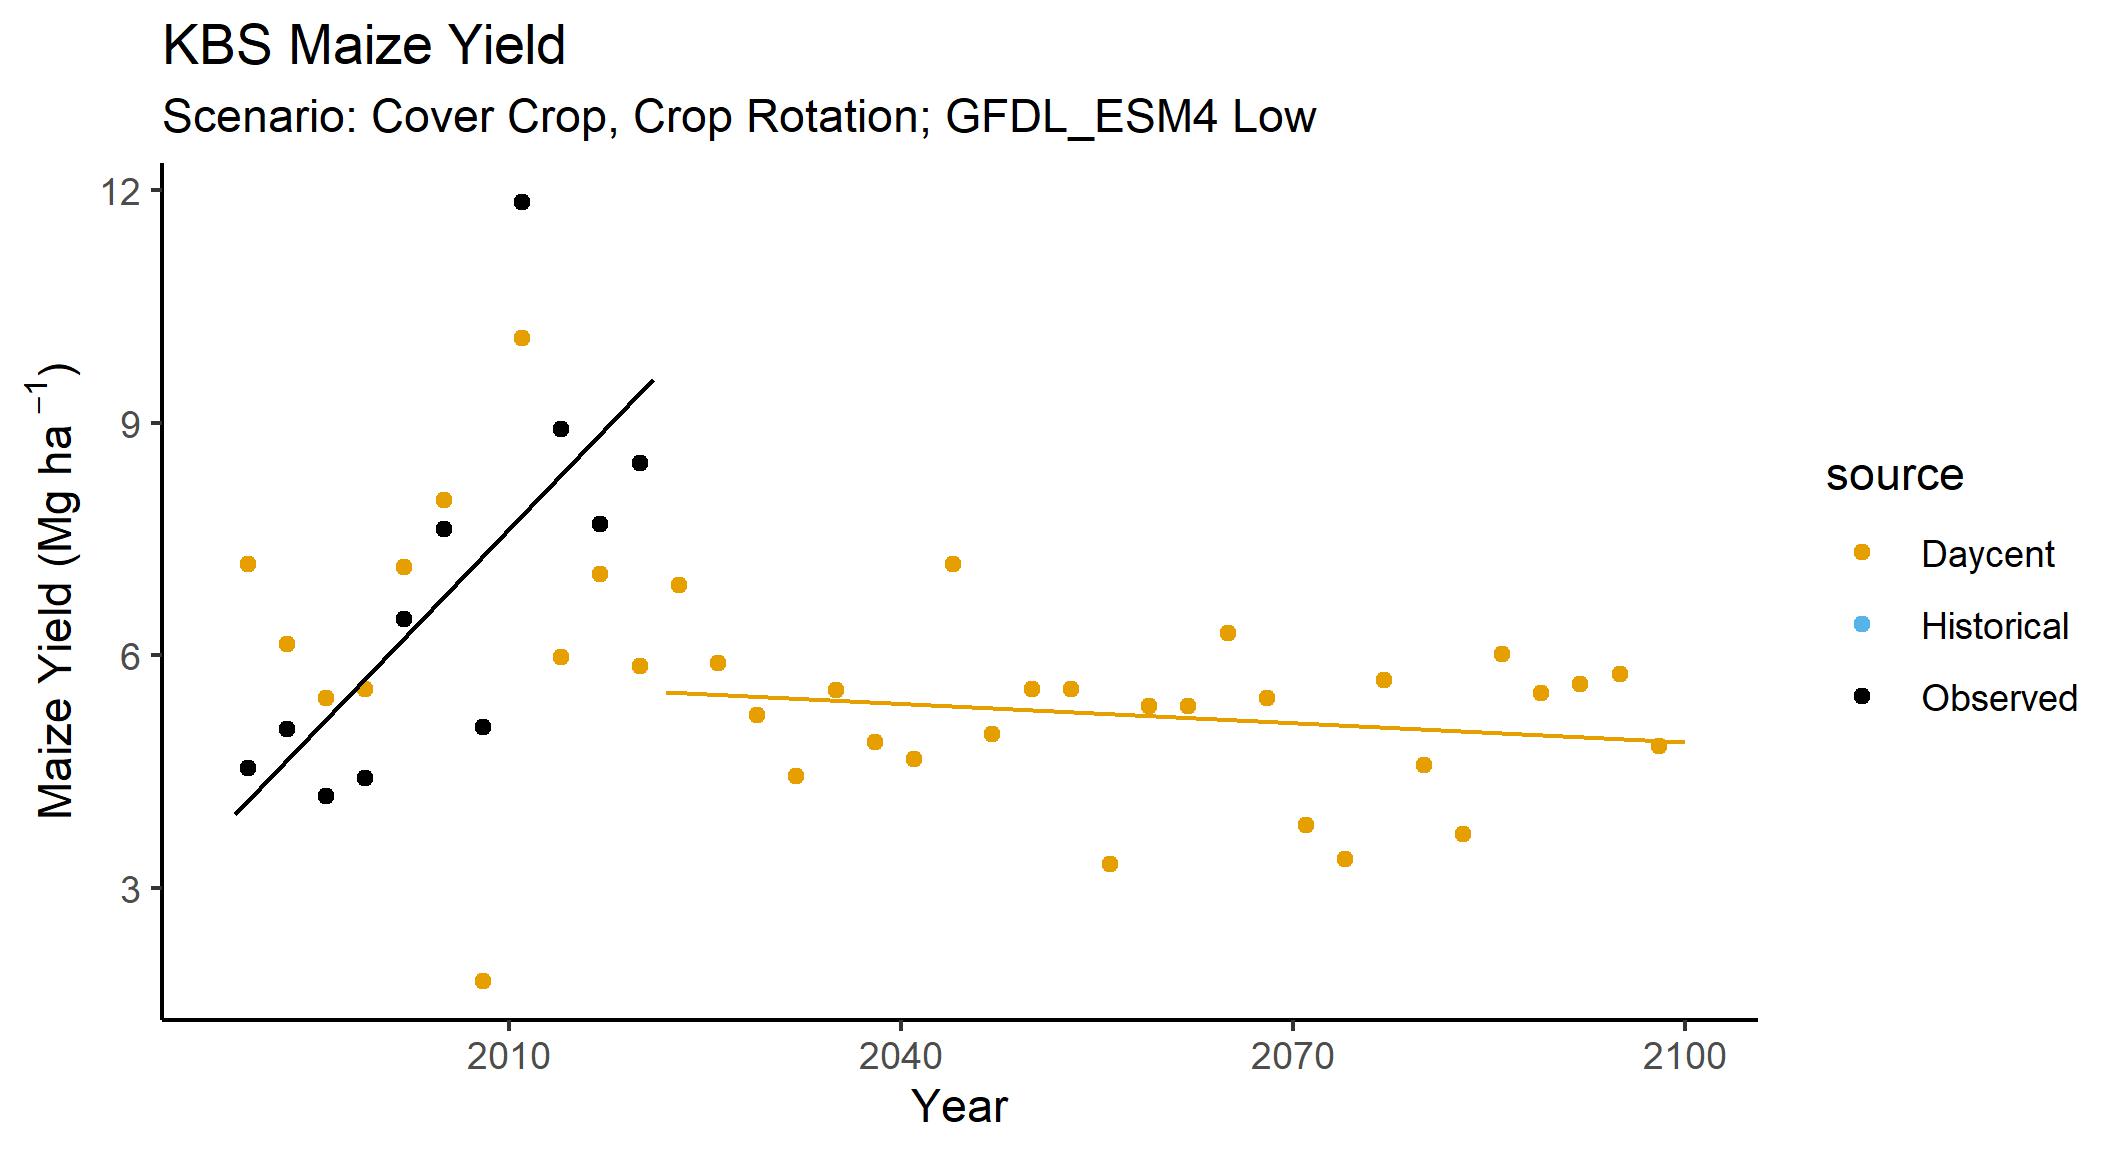 KBS Maize Yield
Scenario: Cover Crop, Crop Rotation; GFDL_ESM4 Low
Maize Yield (Mg ha⁻¹)
12
9
6
3
2010
2040
2070
2100
Year
source
Daycent
Historical
Observed